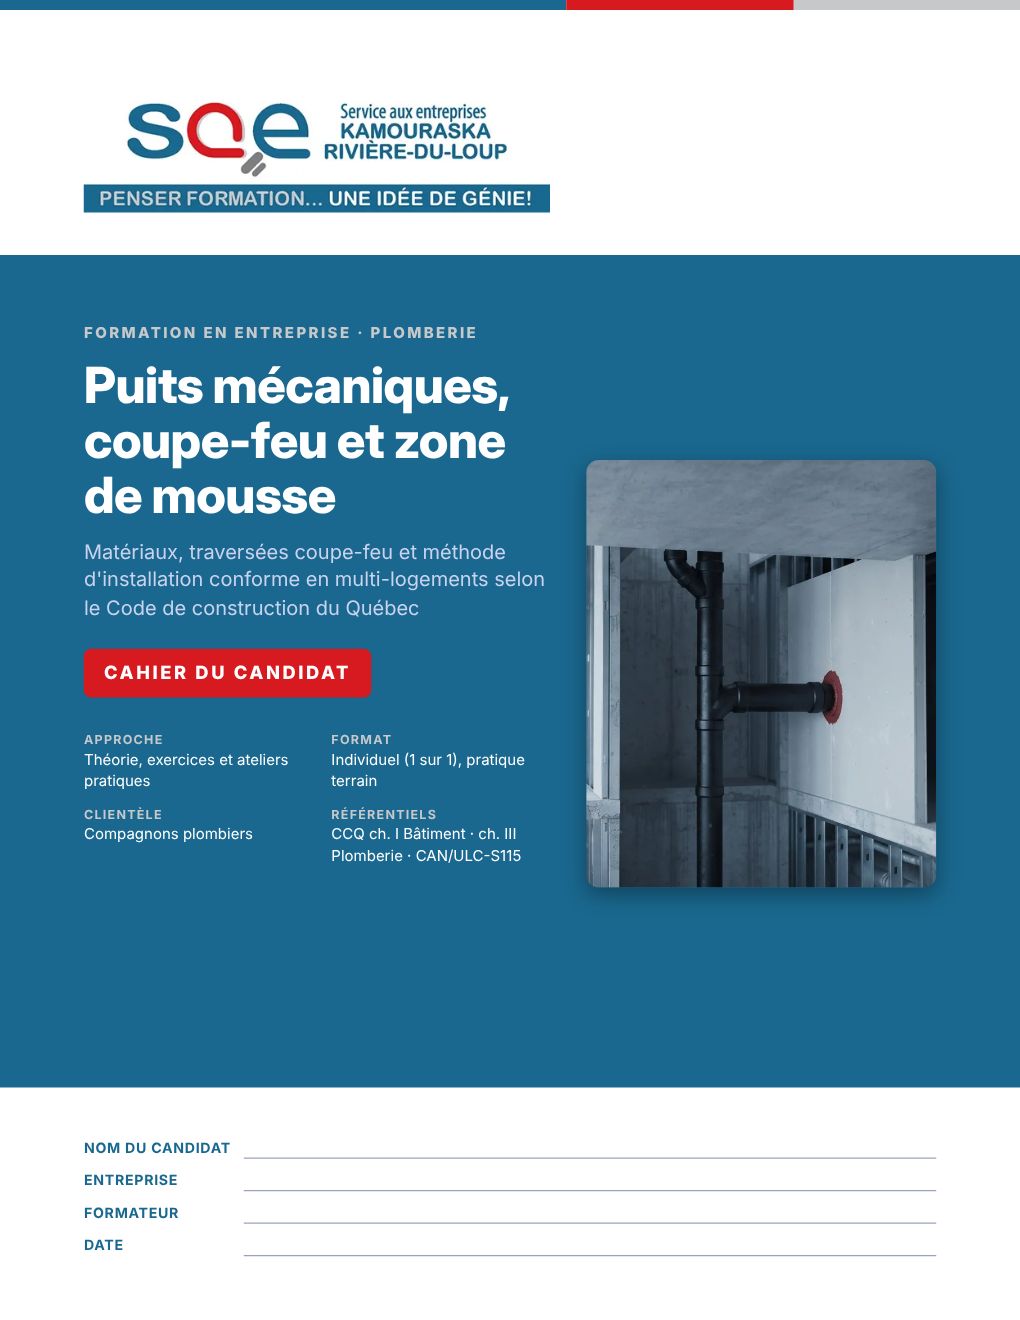 sae
Service aux entreprises
KAMOURASKA
RIVIÈRE-DU-LOUP
PENSER FORMATION... UNE IDÉE DE GÉNIE!
FORMATION EN ENTREPRISE · PLOMBERIE
Puits mécaniques,
coupe-feu et zone
de mousse
Matériaux, traversées coupe-feu et méthode
d'installation conforme en multi-logements selon
le Code de construction du Québec
CAHIER DU CANDIDAT
APPROCHE
Théorie, exercices et ateliers
pratiques
FORMAT
Individuel (1 sur 1), pratique
terrain
CLIENTÈLE
Compagnons plombiers
RÉFÉRENTIELS
CCQ ch. I Bâtiment · ch. III
Plomberie · CAN/ULC-S115
NOM DU CANDIDAT
ENTREPRISE
FORMATEUR
DATE